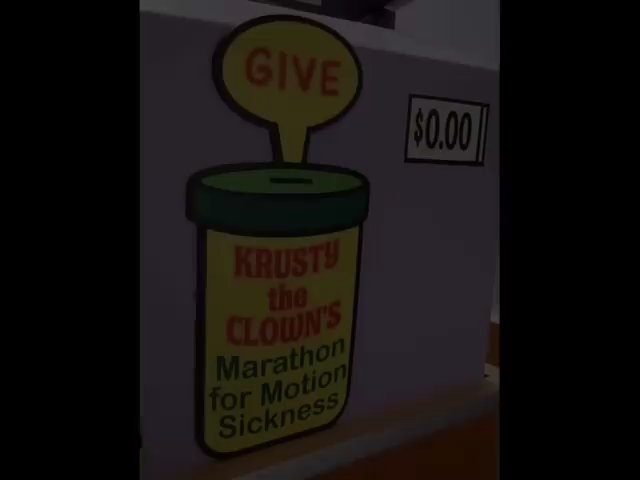 GIVE
$0.00
KRUSTY
the
CLOWN'S
Marathon
for Motion
Sickness